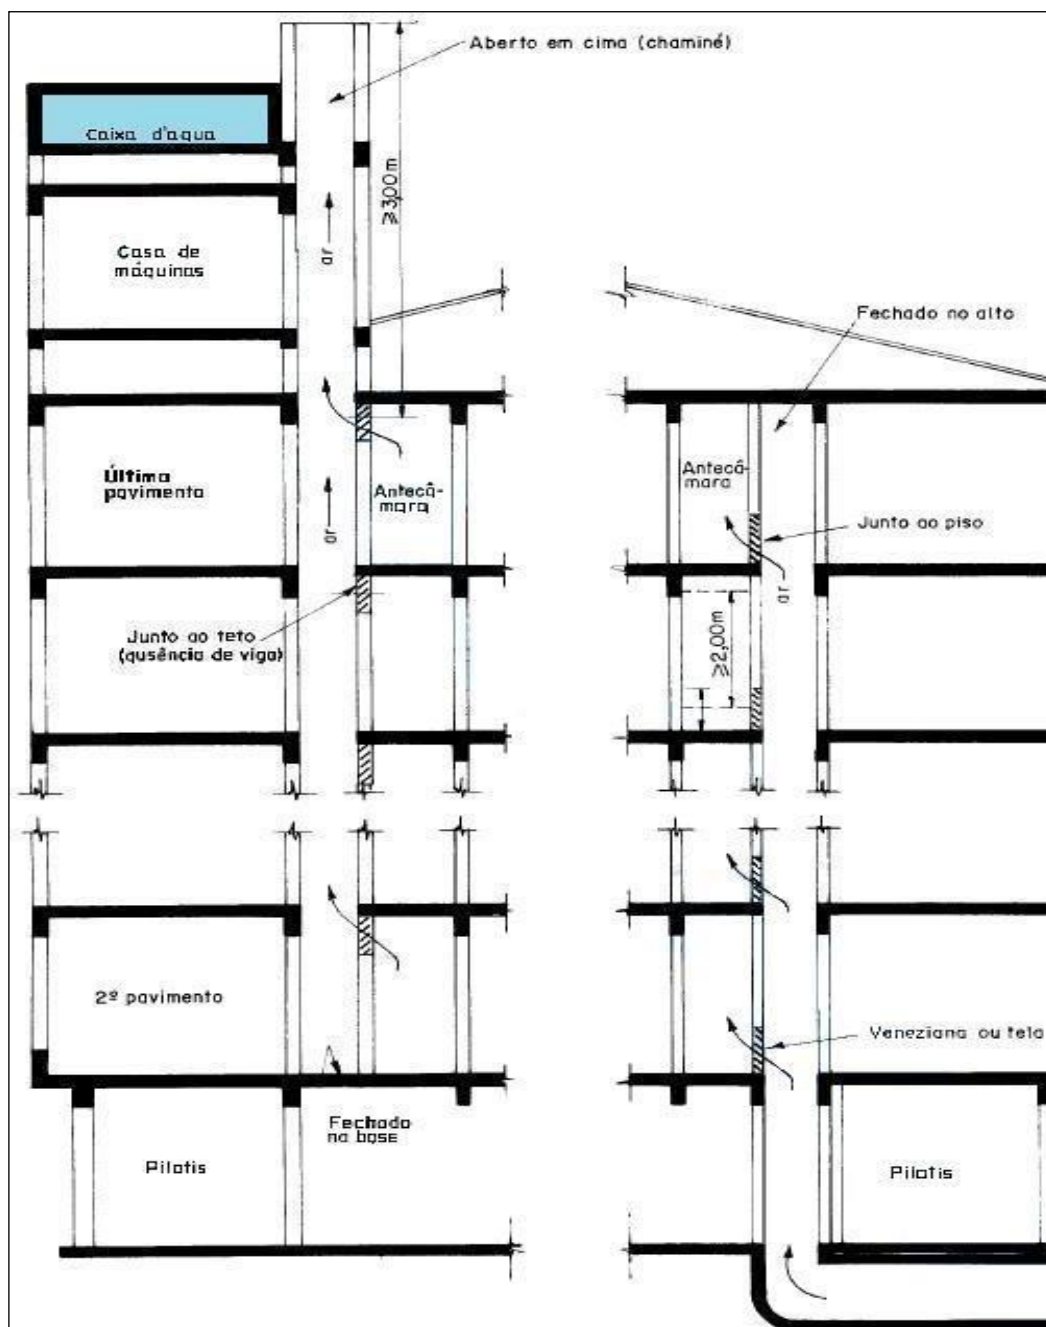 Aberto em cima (chaminé)
Caixa d'agua
≥3,00m
Casa de
máquinas
ar
Fechado no alto
Última
pavimento
ar
Antecâ-
mara
Antecâ-
mara
Junto ao piso
ar
Junto ao teto
(ausência de viga)
≥2,00m
2º pavimento
Veneziana ou tela
Fechado
na base
Pilotis
Pilotis